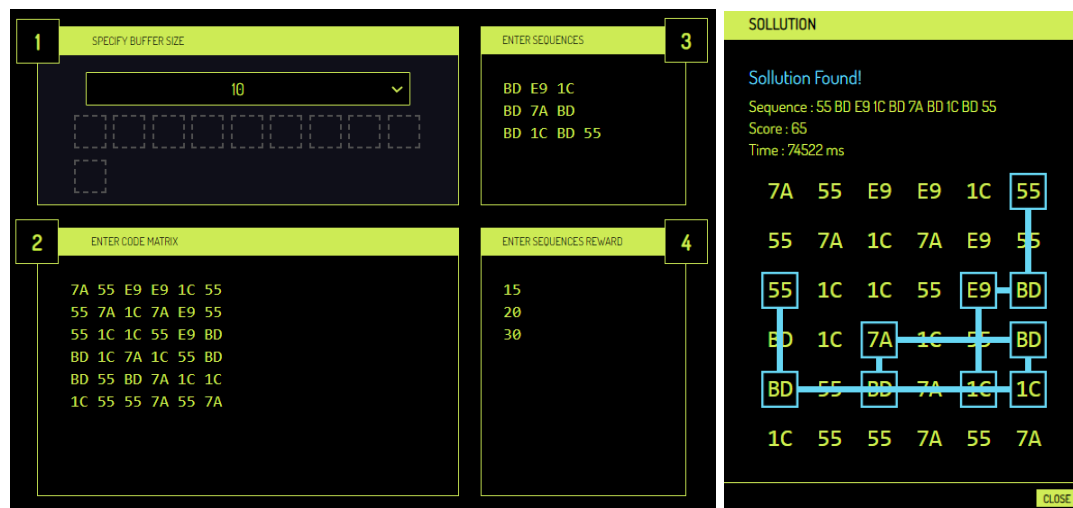 1
SPECIFY BUFFER SIZE
10
ENTER SEQUENCES
3
BD E9 1C
BD 7A BD
BD 1C BD 55
2
ENTER CODE MATRIX
7A 55 E9 E9 1C 55
55 7A 1C 7A E9 55
55 1C 1C 55 E9 BD
BD 1C 7A 1C 55 BD
BD 55 BD 7A 1C 1C
1C 55 55 7A 55 7A
ENTER SEQUENCES REWARD
4
15
20
30
SOLLUTION
Sollution Found!
Sequence : 55 BD E9 1C BD 7A BD 1C BD 55
Score : 65
Time : 74522 ms
7A 55 E9 E9 1C 55
55 7A 1C 7A E9 55
55 1C 1C 55 E9 BD
BD 1C 7A 1C 55 BD
BD 55 BD 7A 1C 1C
1C 55 55 7A 55 7A
CLOSE